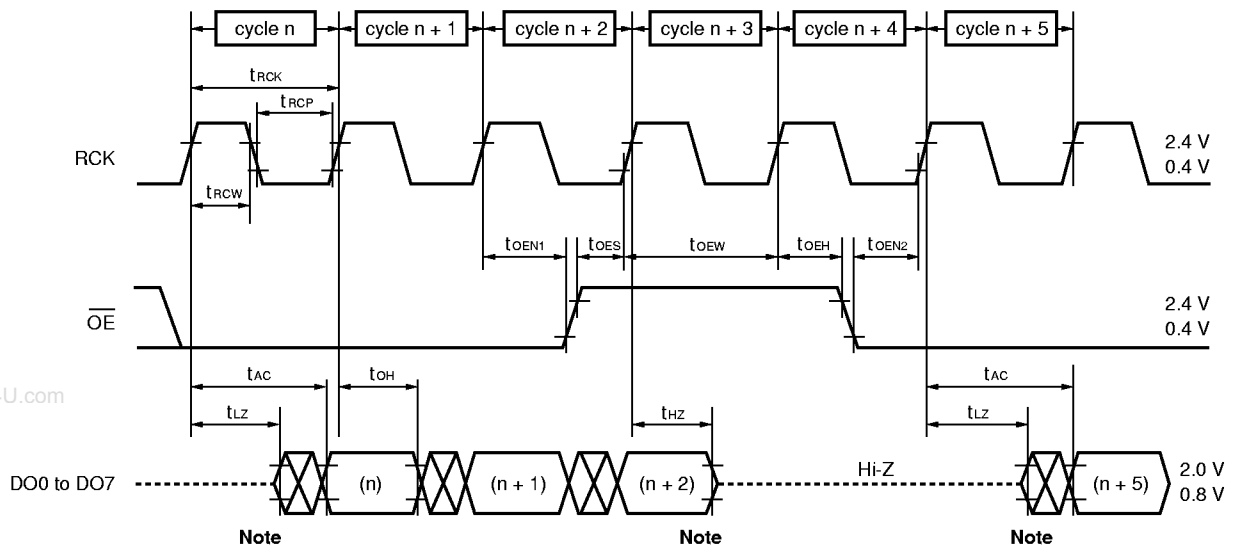 cycle n cycle n + 1 cycle n + 2 cycle n + 3 cycle n + 4 cycle n + 5
tRCK
tRCP
RCK
2.4 V
0.4 V
tRCW
tOEN1 tOES tOEW tOEH tOEN2
OE
2.4 V
0.4 V
tAC tOH tAC
-U.com
tLZ tHZ tLZ
DO0 to DO7 (n) (n + 1) (n + 2) Hi-Z (n + 5)
2.0 V
0.8 V
Note Note Note